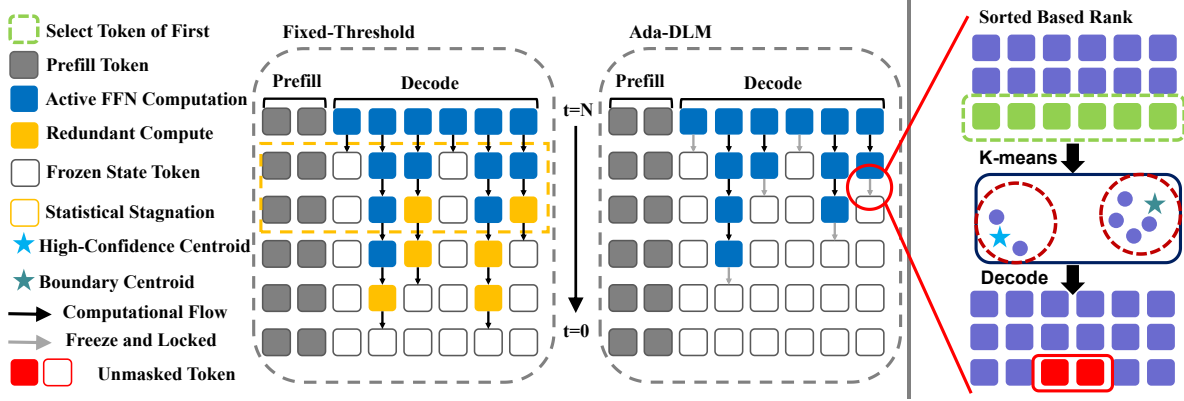 Select Token of First
Prefill Token
Active FFN Computation
Redundant Compute
Frozen State Token
Statistical Stagnation
High-Confidence Centroid
Boundary Centroid
Computational Flow
Freeze and Locked
Unmasked Token
Fixed-Threshold
Prefill Decode
t=N
t=0
Ada-DLM
Prefill Decode
Sorted Based Rank
K-means
Decode